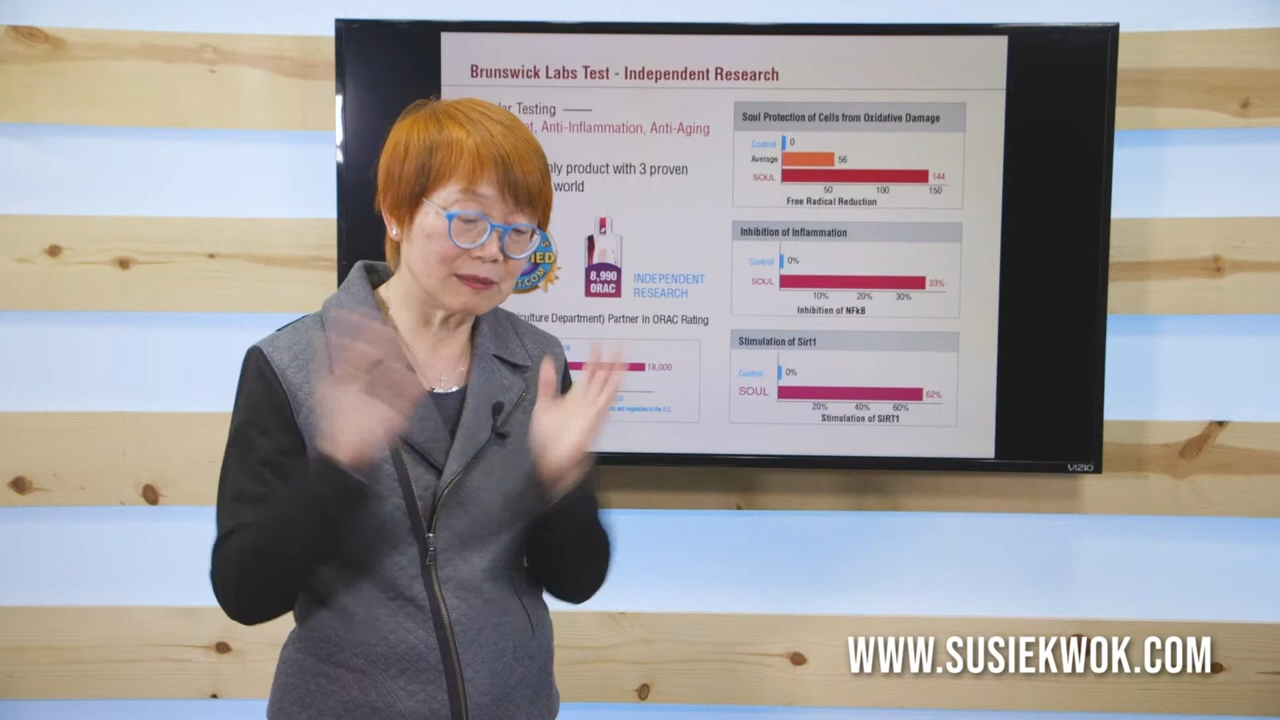 Brunswick Labs Test - Independent Research
Testing
Anti-Inflammation, Anti-Aging
product with 3 proven
world
8,990
ORAC
INDEPENDENT
RESEARCH
Department) Partner In ORAC Rating
18,000
0
Soul Protection of Cells from Oxidative Damage
Control 0
Average 56
SOUL 144
50 100 150
Free Radical Reduction
Inhibition of Inflammation
Control 0%
SOUL 33%
10% 20% 30%
Inhibition of NFkB
Stimulation of Sirt1
Control 0%
SOUL 62%
20% 40% 60%
Stimulation of SIRT1
VIZIO
WWW.SUSIEKWOK.COM